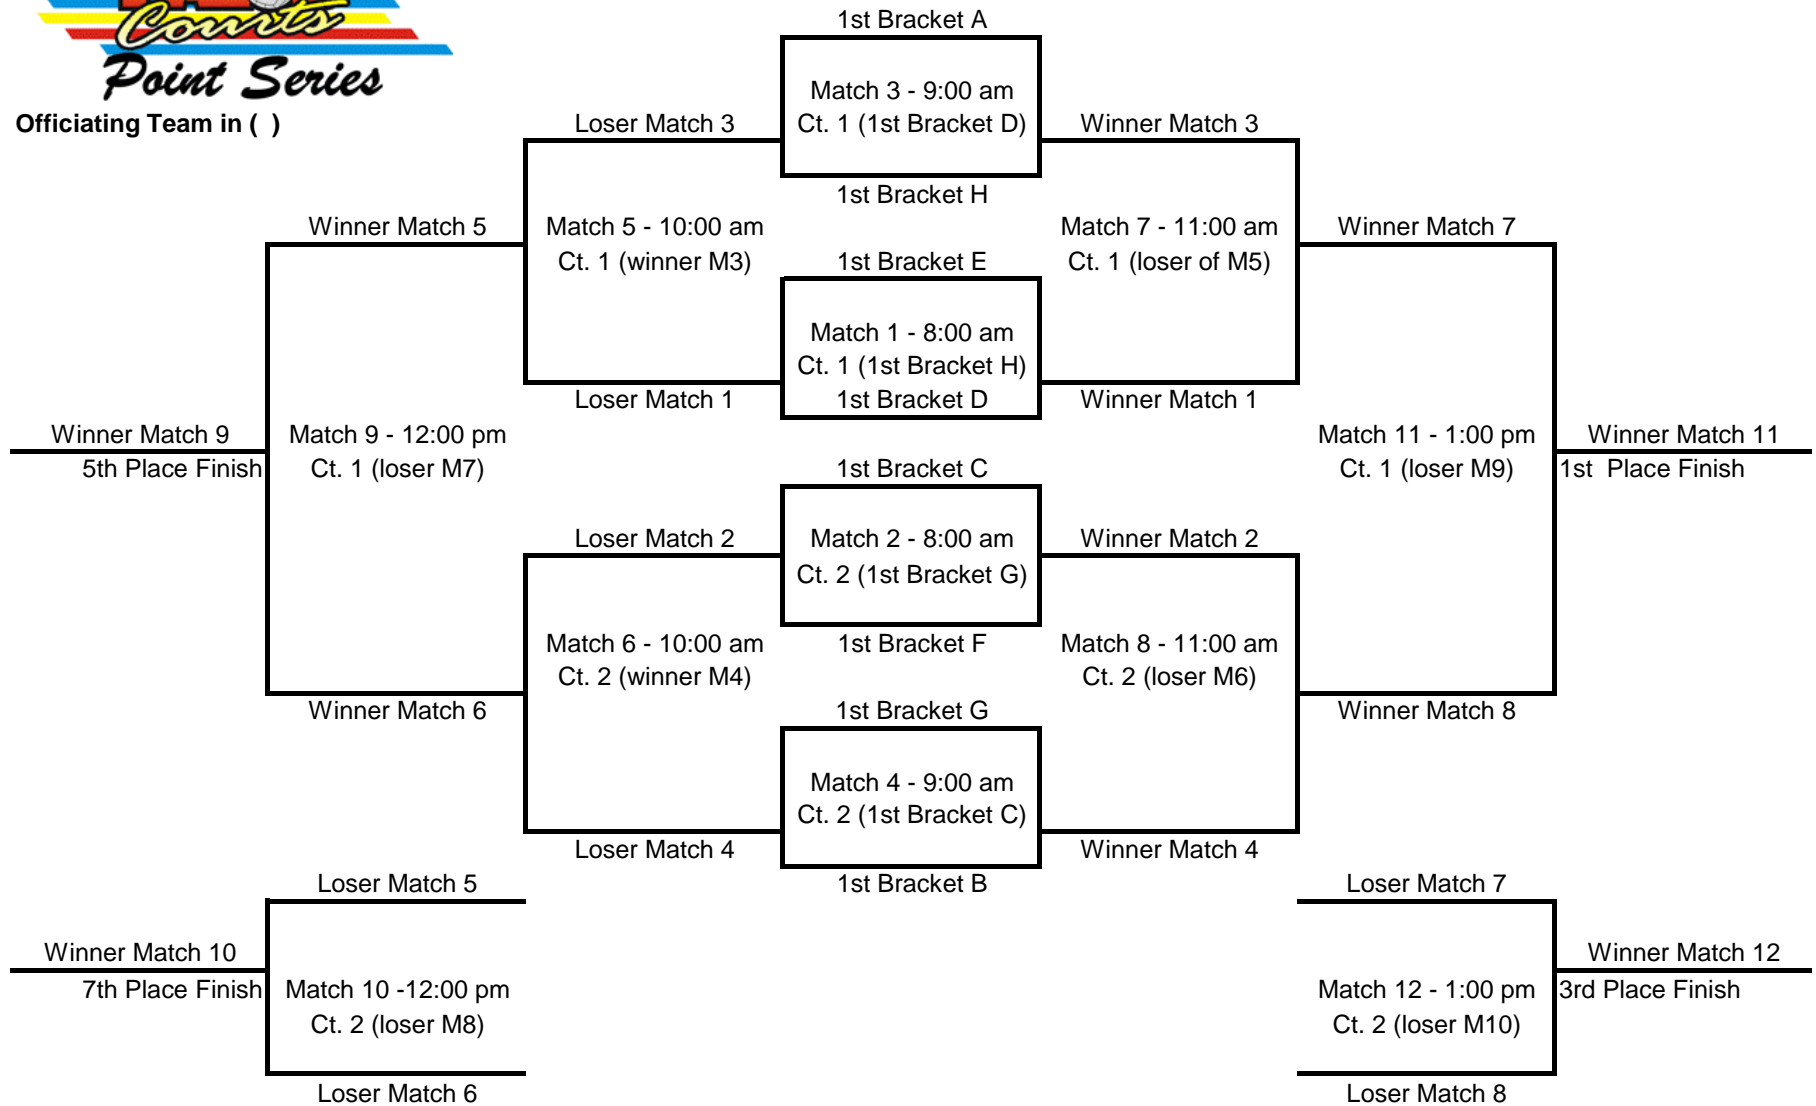 Courts
Point Series
Officiating Team in ( )
1st Bracket A
Match 3 - 9:00 am
Ct. 1 (1st Bracket D)
1st Bracket H
Loser Match 3
Winner Match 3
Winner Match 5
Match 5 - 10:00 am
Ct. 1 (winner M3)
Match 7 - 11:00 am
Ct. 1 (loser of M5)
Winner Match 7
1st Bracket E
Match 1 - 8:00 am
Ct. 1 (1st Bracket H)
1st Bracket D
Loser Match 1
Winner Match 1
Winner Match 9
5th Place Finish
Match 9 - 12:00 pm
Ct. 1 (loser M7)
Match 11 - 1:00 pm
Ct. 1 (loser M9)
Winner Match 11
1st  Place Finish
1st Bracket C
Loser Match 2
Match 2 - 8:00 am
Ct. 2 (1st Bracket G)
Winner Match 2
1st Bracket F
Match 6 - 10:00 am
Ct. 2 (winner M4)
Match 8 - 11:00 am
Ct. 2 (loser M6)
Winner Match 6
1st Bracket G
Winner Match 8
Match 4 - 9:00 am
Ct. 2 (1st Bracket C)
Loser Match 4
Winner Match 4
1st Bracket B
Loser Match 5
Loser Match 7
Winner Match 10
7th Place Finish
Match 10 -12:00 pm
Ct. 2 (loser M8)
Match 12 - 1:00 pm
Ct. 2 (loser M10)
Winner Match 12
3rd Place Finish
Loser Match 6
Loser Match 8